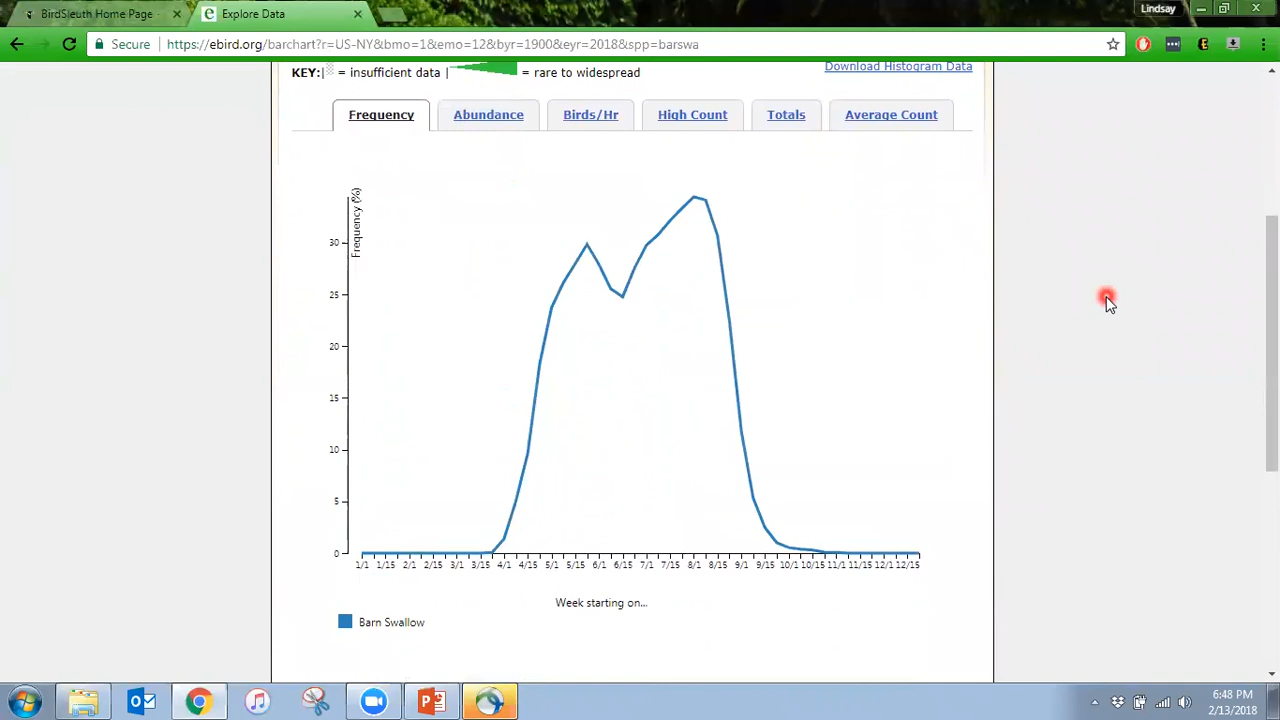 Lindsay
BirdSleuth Home Page
Explore Data
Secure | https://ebird.org/barchart?r=US-NY&bmo=1&emo=12&byr=1900&eyr=2018&spp=barswa
KEY:| = insufficient data | = rare to widespread
Download Histogram Data
Frequency Abundance Birds/Hr High Count Totals Average Count
Frequency (%)
30
25
20
15
10
5
0
1/1 1/15 2/1 2/15 3/1 3/15 4/1 4/15 5/1 5/15 6/1 6/15 7/1 7/15 8/1 8/15 9/1 9/15 10/1 10/15 11/1 11/15 12/1 12/15
Week starting on...
Barn Swallow
6:48 PM
2/13/2018